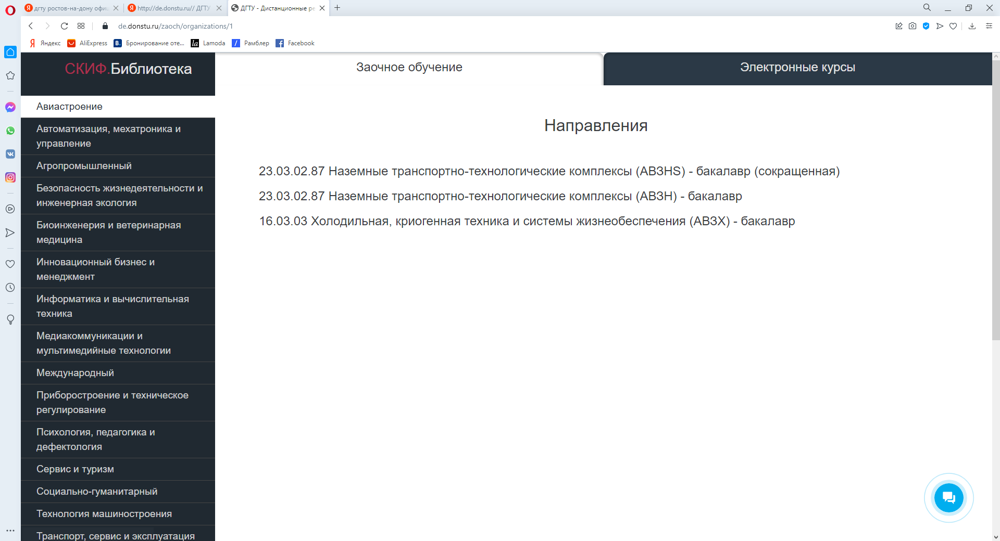 дгту ростов-на-дону офиц
http://de.donstu.ru// ДГТУ
ДГТУ - Дистанционные ре
de.donstu.ru/zaoch/organizations/1
Яндекс
AliExpress
Бронирование оте...
Lamoda
Рамблер
Facebook
СКИФ.Библиотека
Авиастроение
Автоматизация, мехатроника и
управление
Агропромышленный
Безопасность жизнедеятельности и
инженерная экология
Биоинженерия и ветеринарная
медицина
Инновационный бизнес и
менеджмент
Информатика и вычислительная
техника
Медиакоммуникации и
мультимедийные технологии
Международный
Приборостроение и техническое
регулирование
Психология, педагогика и
дефектология
Сервис и туризм
Социально-гуманитарный
Технология машиностроения
Транспорт, сервис и эксплуатация
Заочное обучение
Электронные курсы
Направления
23.03.02.87 Наземные транспортно-технологические комплексы (АВЗНS) - бакалавр (сокращенная)
23.03.02.87 Наземные транспортно-технологические комплексы (АВЗН) - бакалавр
16.03.03 Холодильная, криогенная техника и системы жизнеобеспечения (АВЗХ) - бакалавр